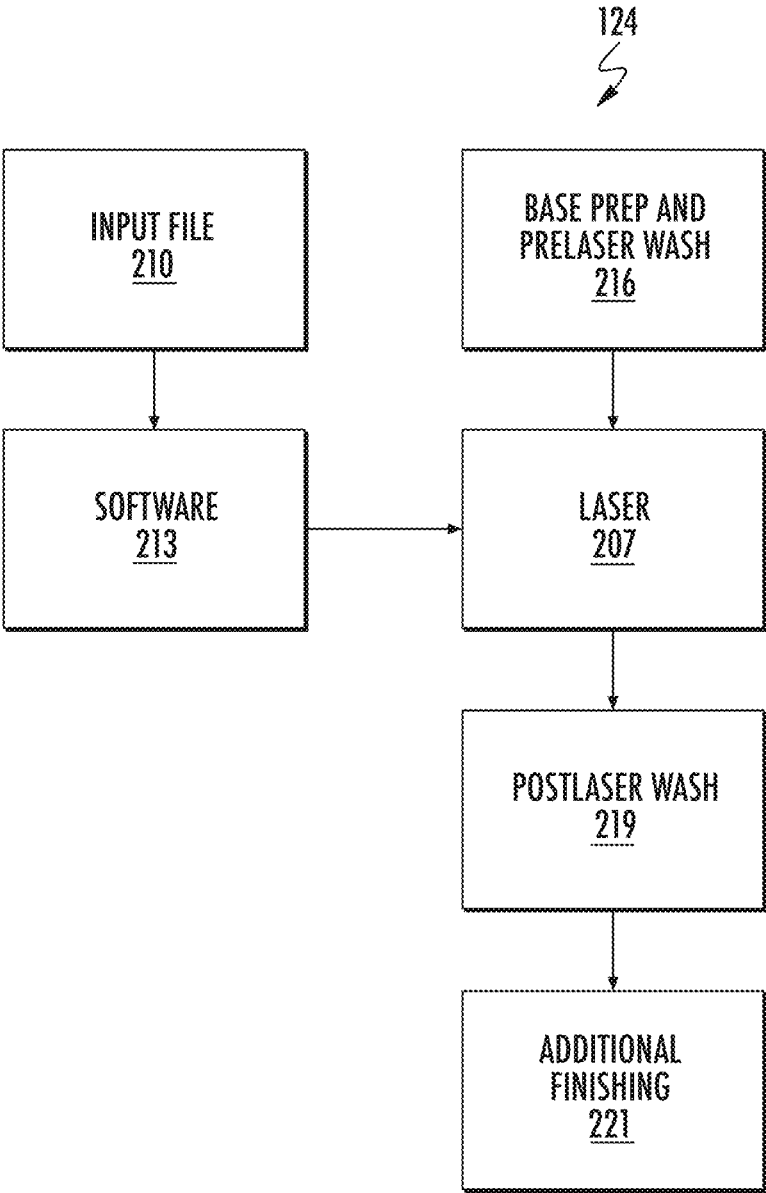 124
INPUT FILE
210
BASE PREP AND
PRELASER WASH
216
SOFTWARE
213
LASER
207
POSTLASER WASH
219
ADDITIONAL
FINISHING
221